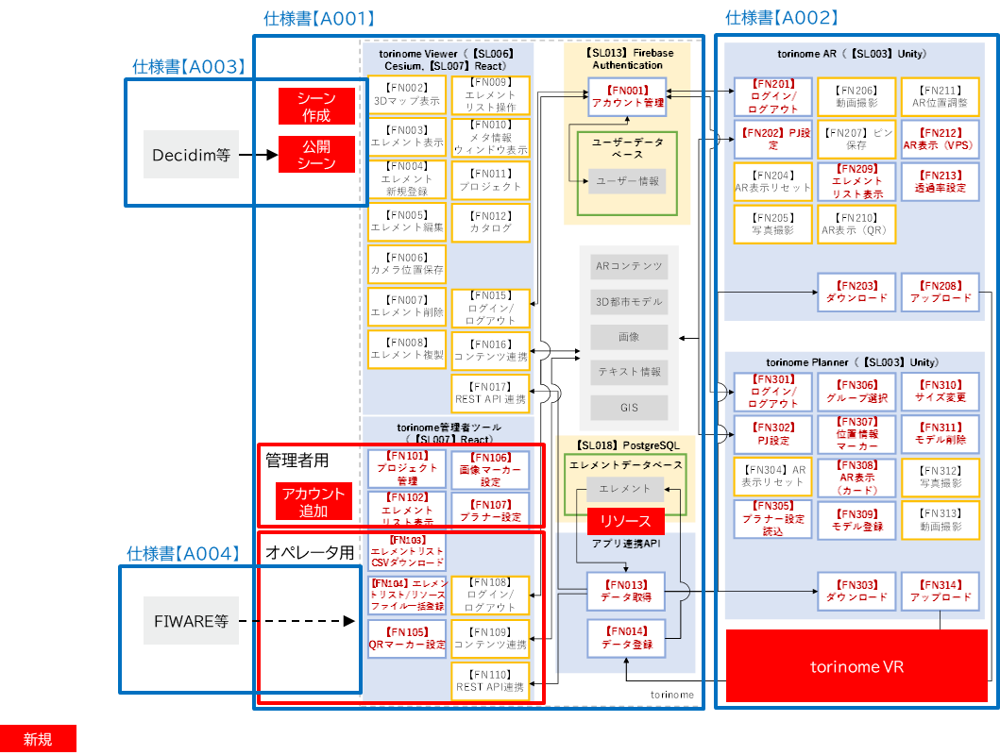 仕様書【A001】
仕様書【A002】
仕様書【A003】
シーン
作成
公開
シーン
Decidim等
torinome Viewer（【SL006】
Cesium,【SL007】React）
【FN002】
3Dマップ表示
【FN009】
エレメント
リスト操作
【FN003】
エレメント表示
【FN010】
メタ情報
ウィンドウ表示
【FN004】
エレメント
新規登録
【FN011】
プロジェクト
【FN005】
エレメント編集
【FN012】
カタログ
【FN006】
カメラ位置保存
【FN007】
エレメント削除
【FN015】
ログイン/
ログアウト
【FN008】
エレメント複製
【FN016】
コンテンツ連携
【FN017】
REST API 連携
torinome管理者ツール
（【SL007】React）
管理者用
アカウント
追加
【FN101】
プロジェクト
管理
【FN106】
画像マーカー
設定
【FN102】
エレメント
リスト表示
【FN107】
プランナー設定
オペレータ用
【FN103】
エレメントリスト
CSVダウンロード
【FN104】エレメン
トリスト/リソース
ファイル一括登録
【FN108】
ログイン/
ログアウト
【FN105】
QRマーカー設定
【FN109】
コンテンツ連携
【FN110】
REST API連携
仕様書【A004】
FIWARE等
【SL013】Firebase
Authentication
【FN001】
アカウント管理
ユーザーデータ
ベース
ユーザー情報
ARコンテンツ
3D都市モデル
画像
テキスト情報
GIS
【SL018】PostgreSQL
エレメントデータベース
エレメント
リソース
アプリ連携API
【FN013】
データ取得
【FN014】
データ登録
torinome
torinome AR（【SL003】Unity）
【FN201】
ログイン/
ログアウト
【FN206】
動画撮影
【FN211】
AR位置調整
【FN202】PJ設
定
【FN207】ピン
保存
【FN212】
AR表示（VPS）
【FN204】
AR表示リセット
【FN209】
エレメント
リスト表示
【FN213】
透過率設定
【FN205】
写真撮影
【FN210】
AR表示（QR）
【FN203】
ダウンロード
【FN208】
アップロード
torinome Planner（【SL003】Unity）
【FN301】
ログイン/
ログアウト
【FN306】
グループ選択
【FN310】
サイズ変更
【FN302】
PJ設定
【FN307】
位置情報
マーカー
【FN311】
モデル削除
【FN304】AR
表示リセット
【FN308】
AR表示
（カード）
【FN312】
写真撮影
【FN305】
プランナー設定
読込
【FN309】
モデル登録
【FN313】
動画撮影
【FN303】
ダウンロード
【FN314】
アップロード
torinome VR
新規